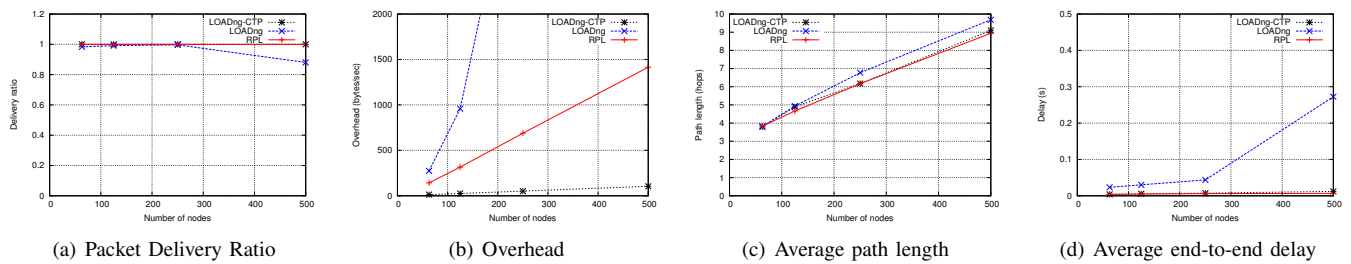 LOADng-CTP
LOADng
RPL
Delivery ratio
1.2
1
0.8
0.6
0.4
0.2
0
0
100
200
300
400
500
Number of nodes
(a) Packet Delivery Ratio
LOADng-CTP
LOADng
RPL
Overhead (bytes/sec)
2000
1500
1000
500
0
0
100
200
300
400
500
Number of nodes
(b) Overhead
LOADng-CTP
LOADng
RPL
Path length (hops)
10
9
8
7
6
5
4
3
2
1
0
0
100
200
300
400
500
Number of nodes
(c) Average path length
LOADng-CTP
LOADng
RPL
Delay (s)
0.5
0.4
0.3
0.2
0.1
0
0
100
200
300
400
500
Number of nodes
(d) Average end-to-end delay